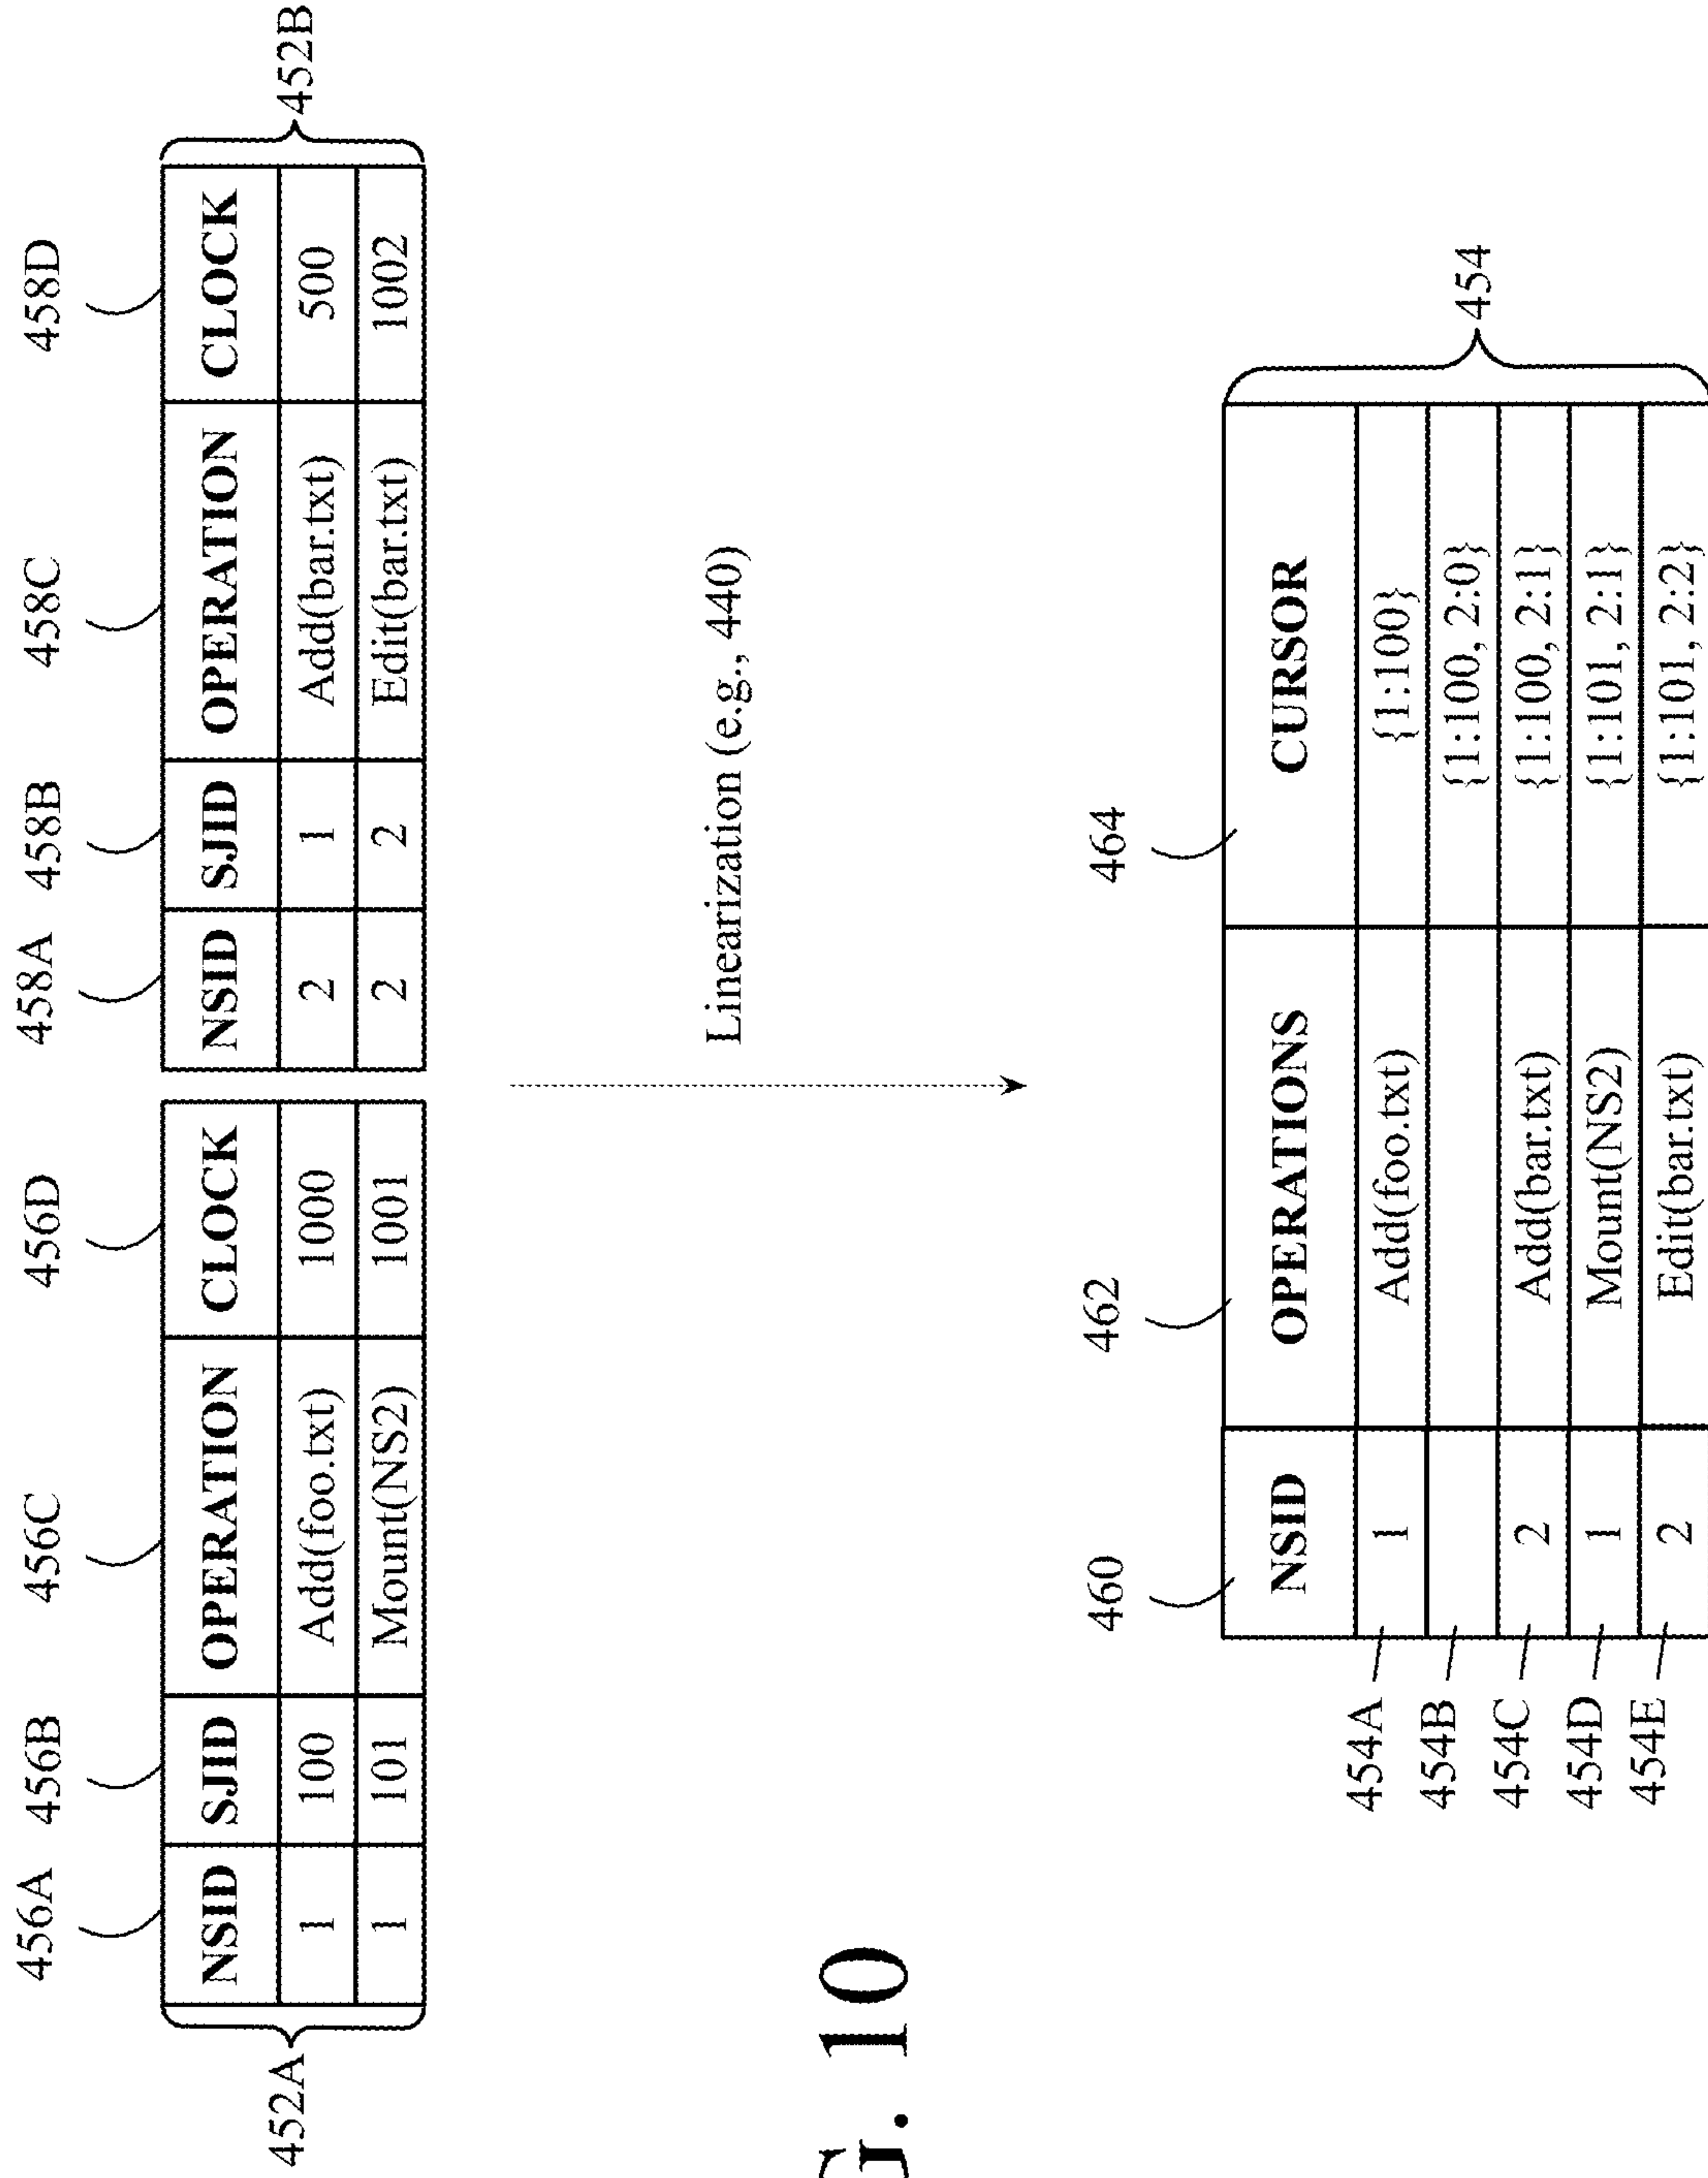 456A 456B 456C 456D 458A 458B 458C 458D
NSID SJID OPERATION CLOCK NSID SJID OPERATION CLOCK
1 100 Add(foo.txt) 1000 2 1 Add(bar.txt) 500
1 101 Mount(NS2) 1001 2 2 Edit(bar.txt) 1002
452A 452B
Linearization (e.g., 440)
G. 10
460 462 464
NSID OPERATIONS CURSOR
454A 1 Add(foo.txt) {1:100}
454B {1:100, 2:0}
454C 2 Add(bar.txt) {1:100, 2:1}
454D 1 Mount(NS2) {1:101, 2:1}
454E 2 Edit(bar.txt) {1:101, 2:2}
454